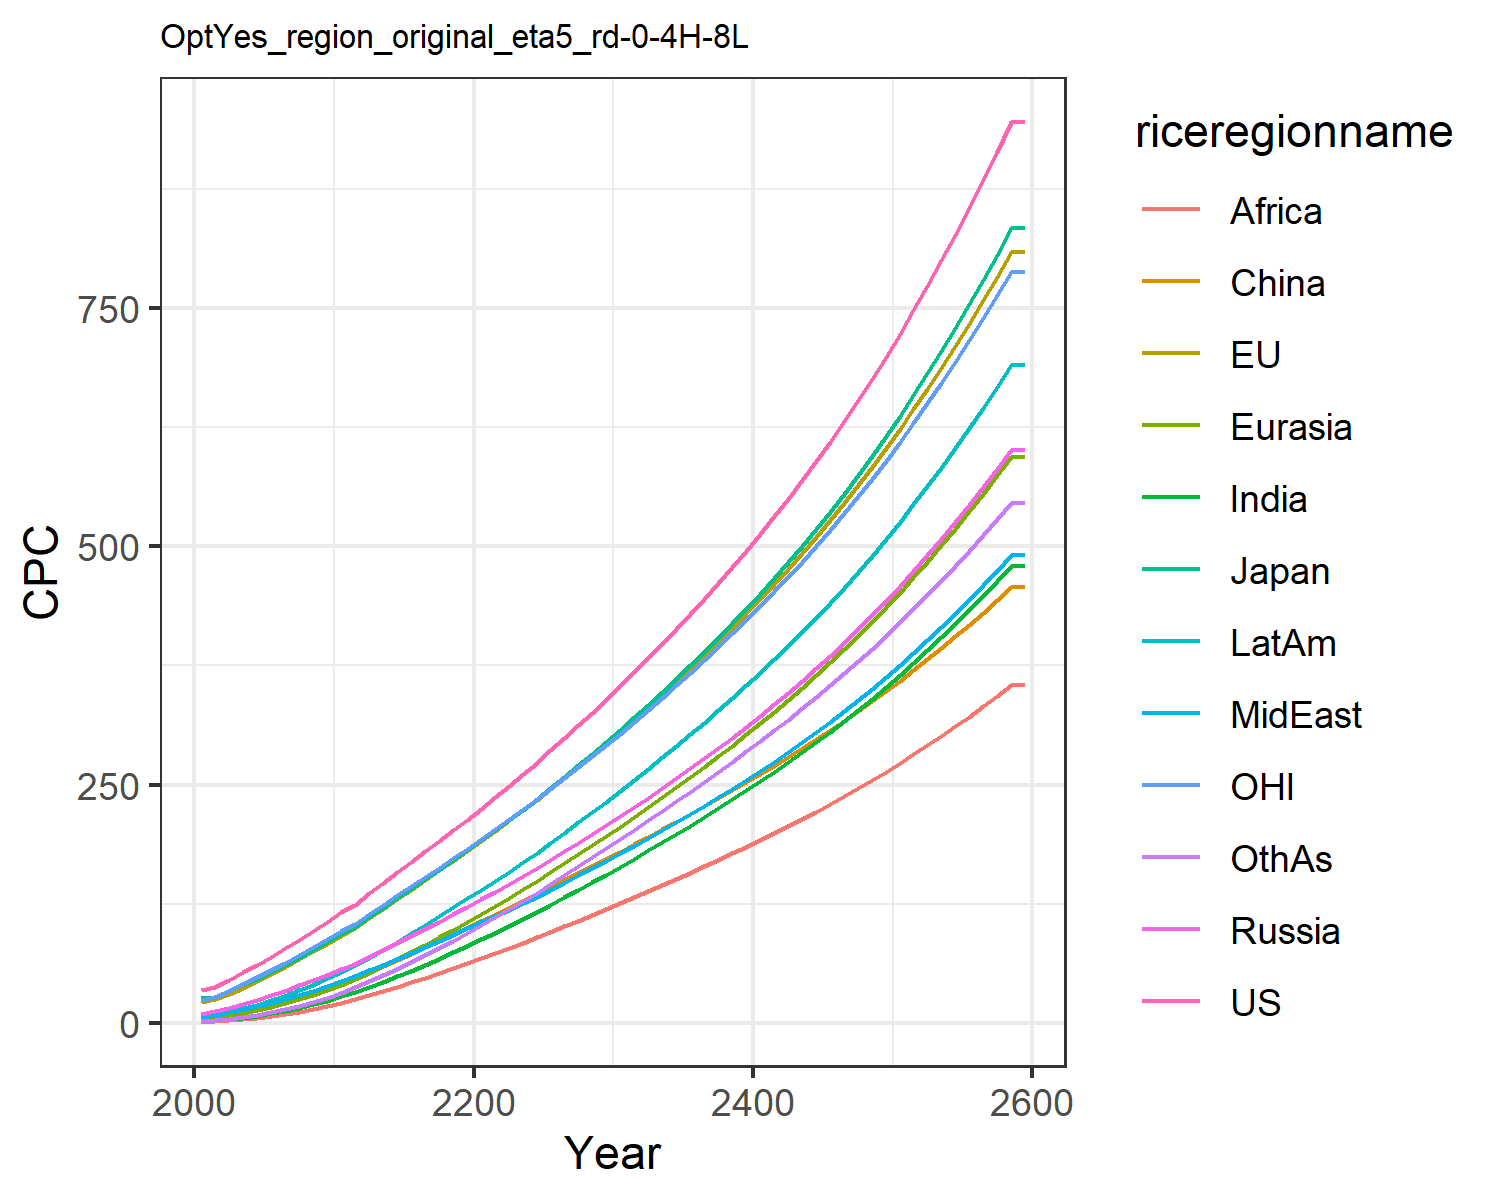 OptYes_region_original_eta5_rd-0-4H-8L
CPC
750
500
250
0
2000 2200 2400 2600
Year
riceregionname
Africa
China
EU
Eurasia
India
Japan
LatAm
MidEast
OHI
OthAs
Russia
US